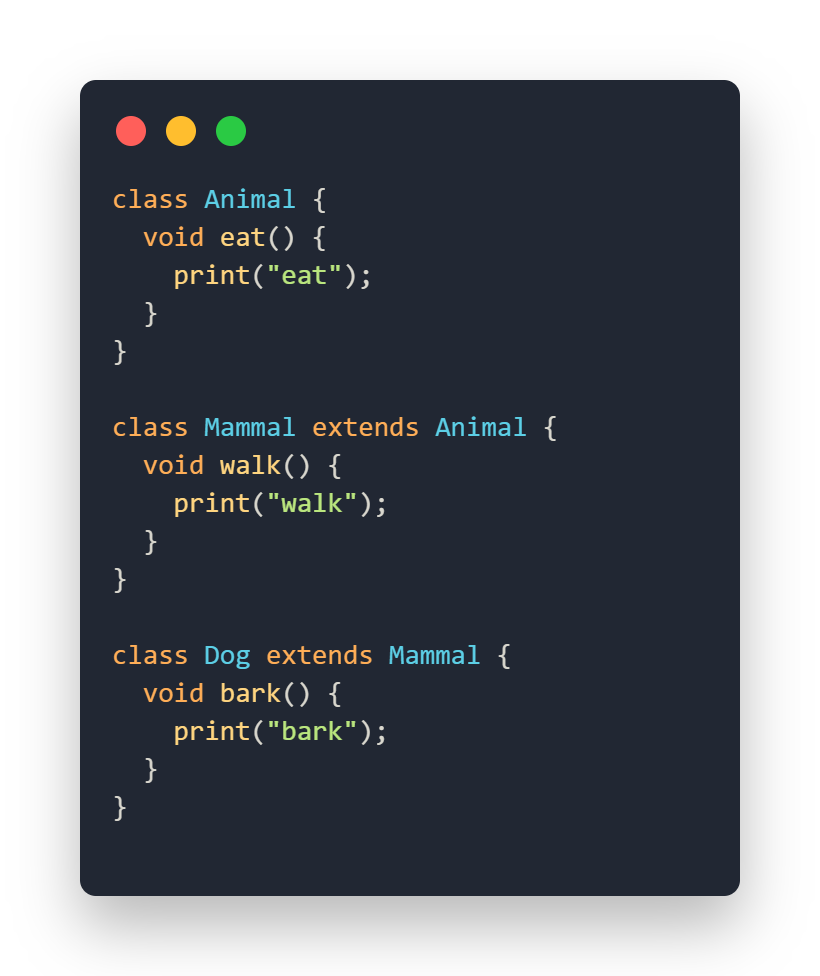 class Animal {
  void eat() {
    print("eat");
  }
}

class Mammal extends Animal {
  void walk() {
    print("walk");
  }
}

class Dog extends Mammal {
  void bark() {
    print("bark");
  }
}